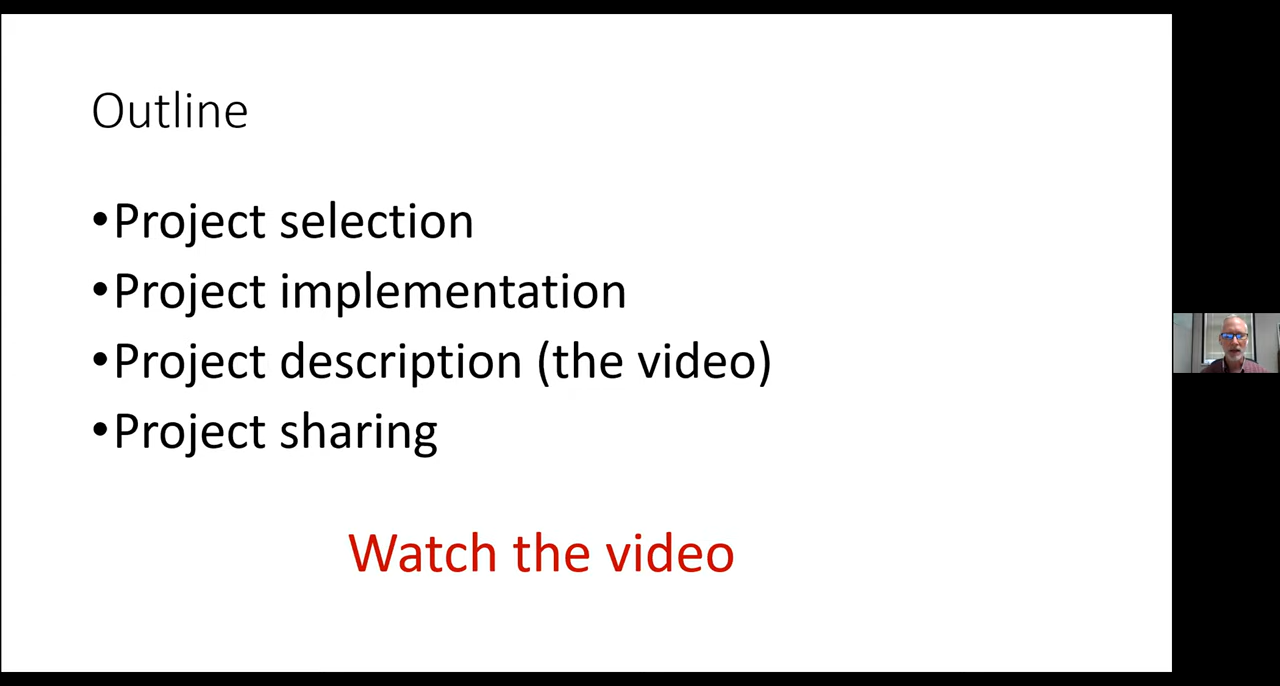 Outline
•Project selection
•Project implementation
•Project description (the video)
•Project sharing
Watch the video